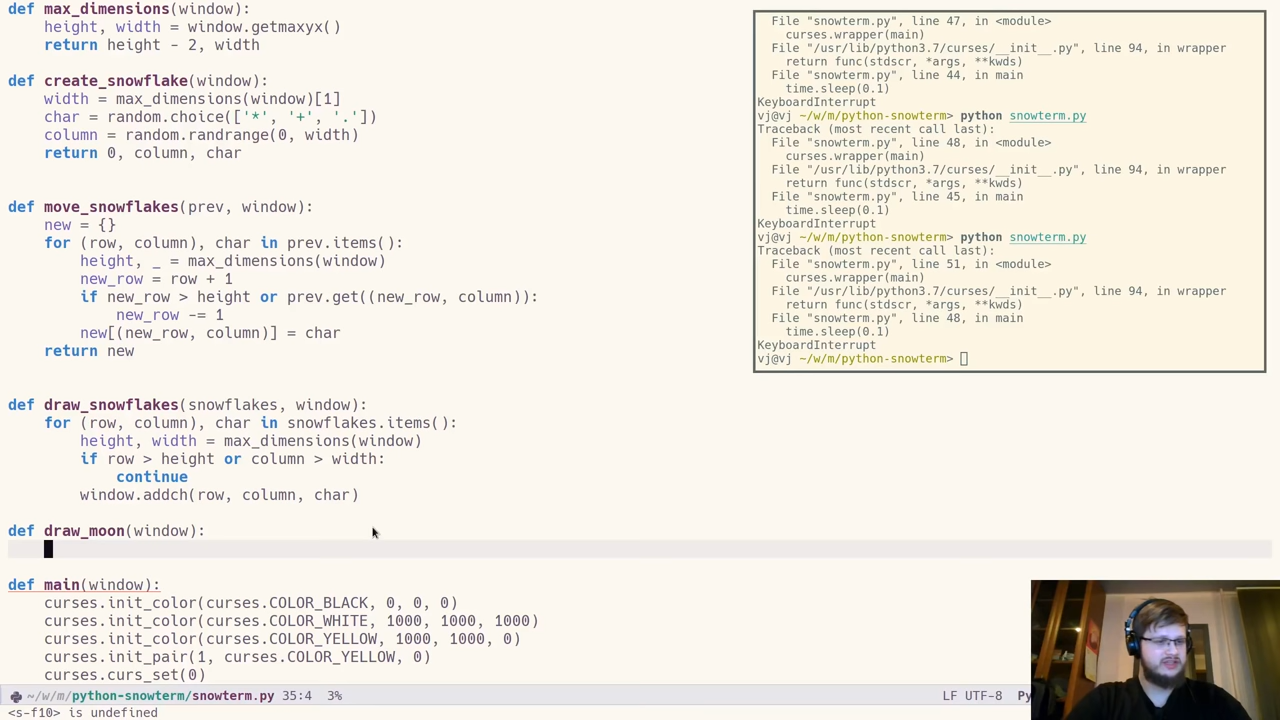 def max_dimensions(window):
    height, width = window.getmaxyx()
    return height - 2, width
def create_snowflake(window):
    width = max_dimensions(window)[1]
    char = random.choice(['*', '+', '.'])
    column = random.randrange(0, width)
    return 0, column, char
def move_snowflakes(prev, window):
    new = {}
    for (row, column), char in prev.items():
        height, _ = max_dimensions(window)
        new_row = row + 1
        if new_row > height or prev.get((new_row, column)):
            new_row -= 1
        new[(new_row, column)] = char
    return new
def draw_snowflakes(snowflakes, window):
    for (row, column), char in snowflakes.items():
        height, width = max_dimensions(window)
        if row > height or column > width:
            continue
        window.addch(row, column, char)
def draw_moon(window):
def main(window):
    curses.init_color(curses.COLOR_BLACK, 0, 0, 0)
    curses.init_color(curses.COLOR_WHITE, 1000, 1000, 1000)
    curses.init_color(curses.COLOR_YELLOW, 1000, 1000, 0)
    curses.init_pair(1, curses.COLOR_YELLOW, 0)
    curses.curs_set(0)
~/w/m/python-snowterm/snowterm.py 35:4 3% LF UTF-8 Py
<s-f10> is undefined
  File "snowterm.py", line 47, in <module>
    curses.wrapper(main)
  File "/usr/lib/python3.7/curses/__init__.py", line 94, in wrapper
    return func(stdscr, *args, **kwds)
  File "snowterm.py", line 44, in main
    time.sleep(0.1)
KeyboardInterrupt
vj@vj ~/w/m/python-snowterm> python snowterm.py
Traceback (most recent call last):
  File "snowterm.py", line 48, in <module>
    curses.wrapper(main)
  File "/usr/lib/python3.7/curses/__init__.py", line 94, in wrapper
    return func(stdscr, *args, **kwds)
  File "snowterm.py", line 45, in main
    time.sleep(0.1)
KeyboardInterrupt
vj@vj ~/w/m/python-snowterm> python snowterm.py
Traceback (most recent call last):
  File "snowterm.py", line 51, in <module>
    curses.wrapper(main)
  File "/usr/lib/python3.7/curses/__init__.py", line 94, in wrapper
    return func(stdscr, *args, **kwds)
  File "snowterm.py", line 48, in main
    time.sleep(0.1)
KeyboardInterrupt
vj@vj ~/w/m/python-snowterm>